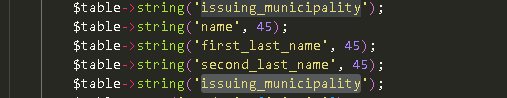 $table->string('issuing_municipality');
$table->string('name', 45);
$table->string('first_last_name', 45);
$table->string('second_last_name', 45);
$table->string('issuing_municipality');